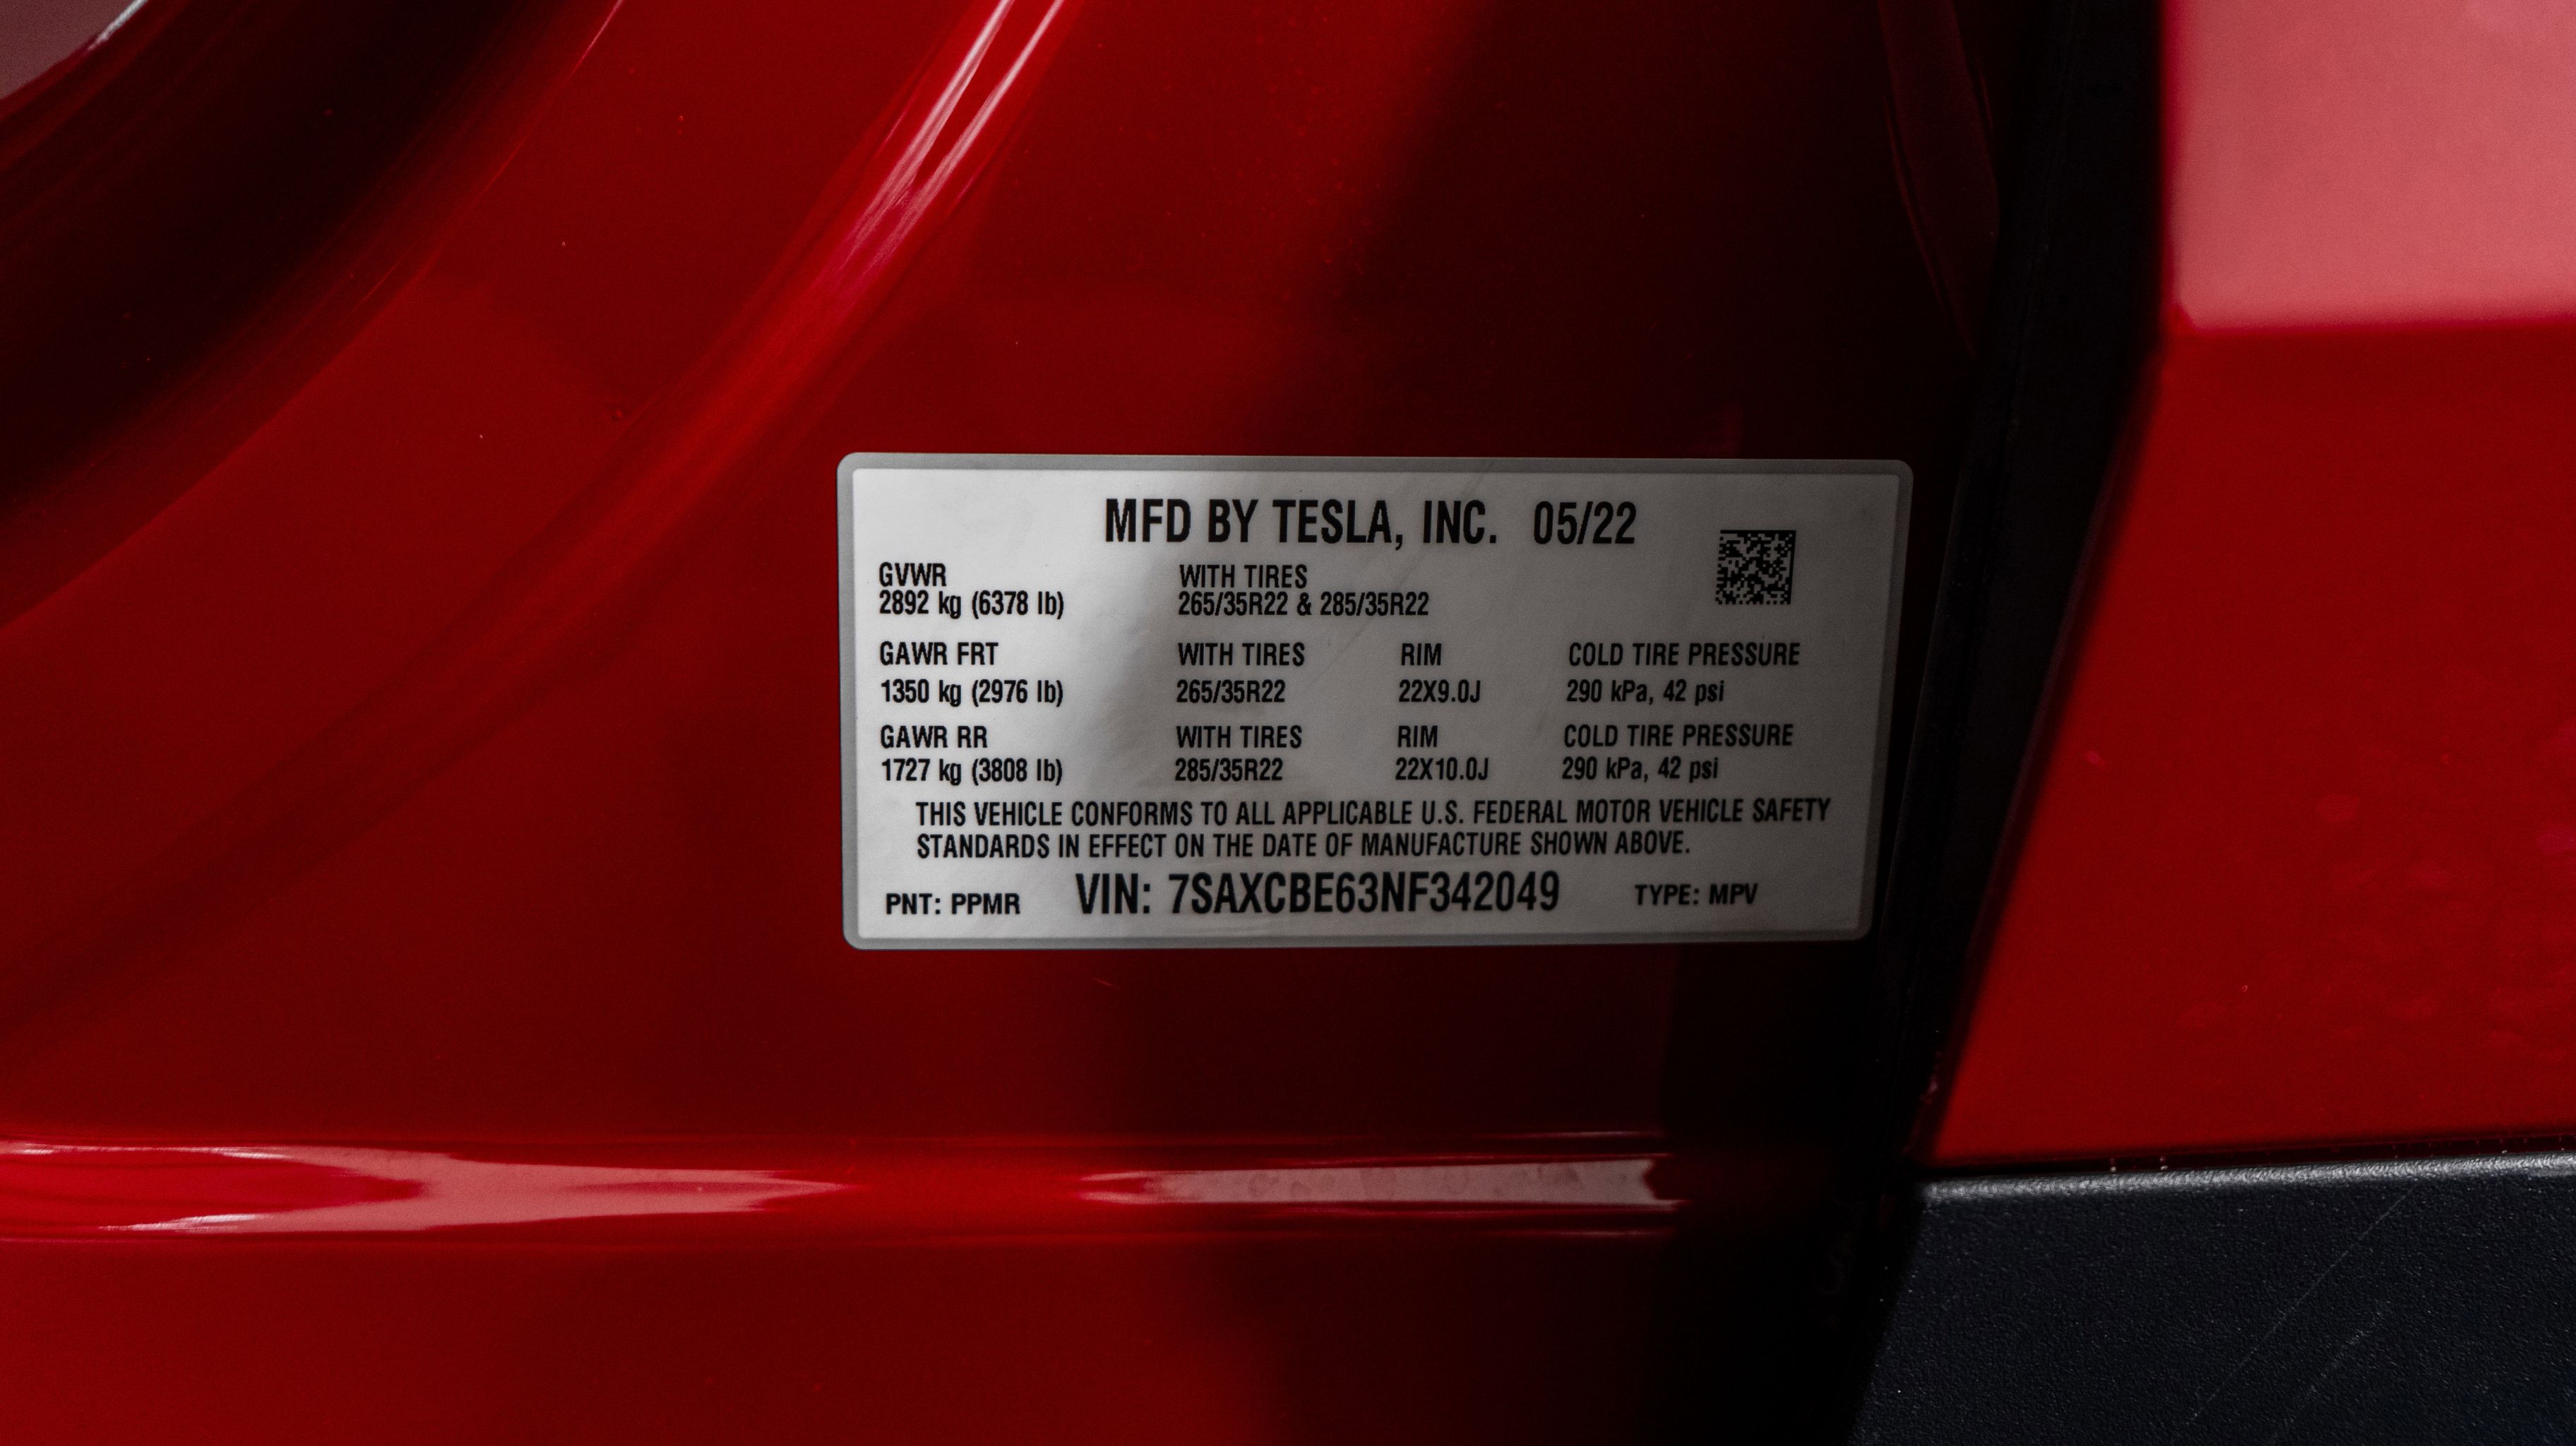 MFD BY TESLA, INC. 05/22
GVWR WITH TIRES
2892 kg (6378 lb) 265/35R22 & 285/35R22
GAWR FRT WITH TIRES RIM COLD TIRE PRESSURE
1350 kg (2976 lb) 265/35R22 22X9.0J 290 kPa, 42 psi
GAWR RR WITH TIRES RIM COLD TIRE PRESSURE
1727 kg (3808 lb) 285/35R22 22X10.0J 290 kPa, 42 psi
THIS VEHICLE CONFORMS TO ALL APPLICABLE U.S. FEDERAL MOTOR VEHICLE SAFETY
STANDARDS IN EFFECT ON THE DATE OF MANUFACTURE SHOWN ABOVE.
PNT: PPMR VIN: 7SAXCBE63NF342049 TYPE: MPV